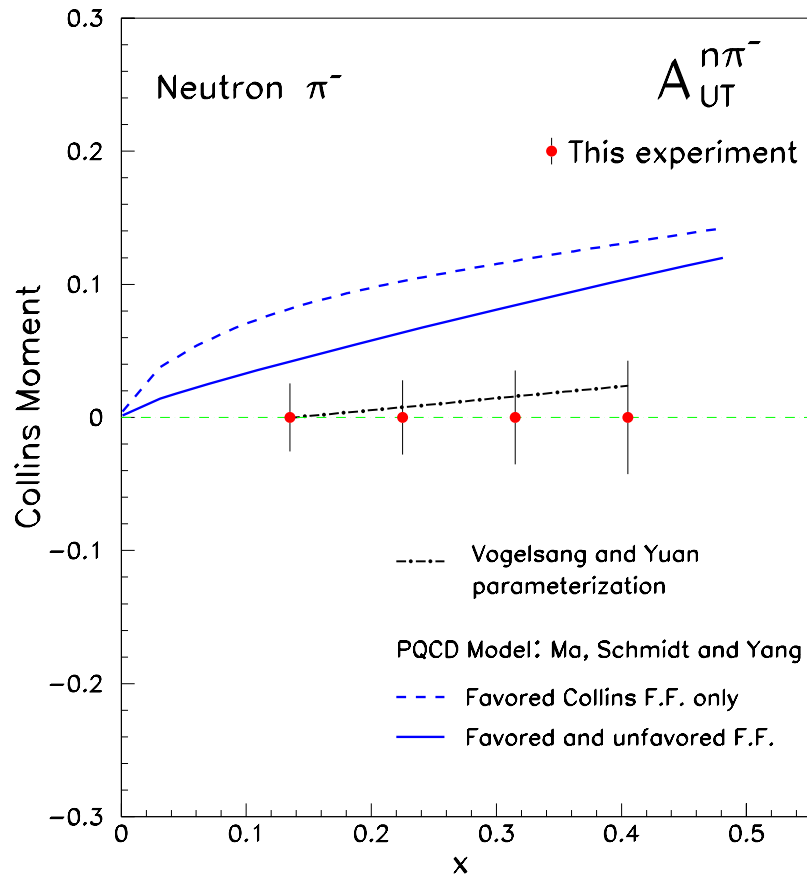 0.3
0.2
0.1
0
−0.1
−0.2
−0.3
Collins Moment
Neutron π⁻
A_UT^nπ⁻
This experiment
Vogelsang and Yuan
parameterization
PQCD Model: Ma, Schmidt and Yang
Favored Collins F.F. only
Favored and unfavored F.F.
0 0.1 0.2 0.3 0.4 0.5
x